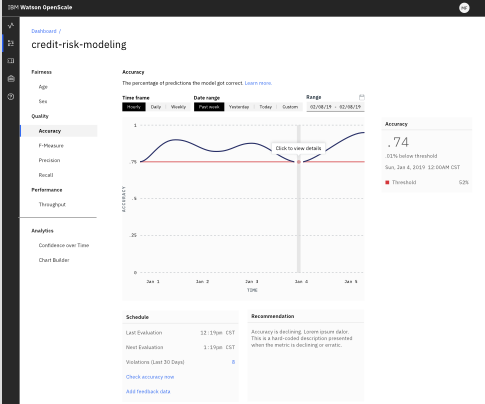 IBM Watson OpenScale
MF
Dashboard /
credit-risk-modeling
Fairness
Age
Sex
Quality
Accuracy
F-Measure
Precision
Recall
Performance
Throughput
Analytics
Confidence over Time
Chart Builder
Accuracy
The percentage of predictions the model got correct. Learn more.
Time frame
Hourly Daily Weekly
Date range
Past week Yesterday Today Custom
Range
02/08/19 - 02/08/19
1
.75
.5
.25
0
ACCURACY
Click to view details
Jan 1 Jan 2 Jan 3 Jan 4 Jan 5
TIME
Accuracy
.74
.01% below threshold
Sun, Jan 4, 2019 12:00AM CST
Threshold 52%
Schedule
Last Evaluation 12:19pm CST
Next Evaluation 1:19pm CST
Violations (Last 30 Days) 8
Check accuracy now
Add feedback data
Recommendation
Accuracy is declining. Lorem ipsum dalor.
This is a hard-coded description presented
when the metric is declining or erratic.